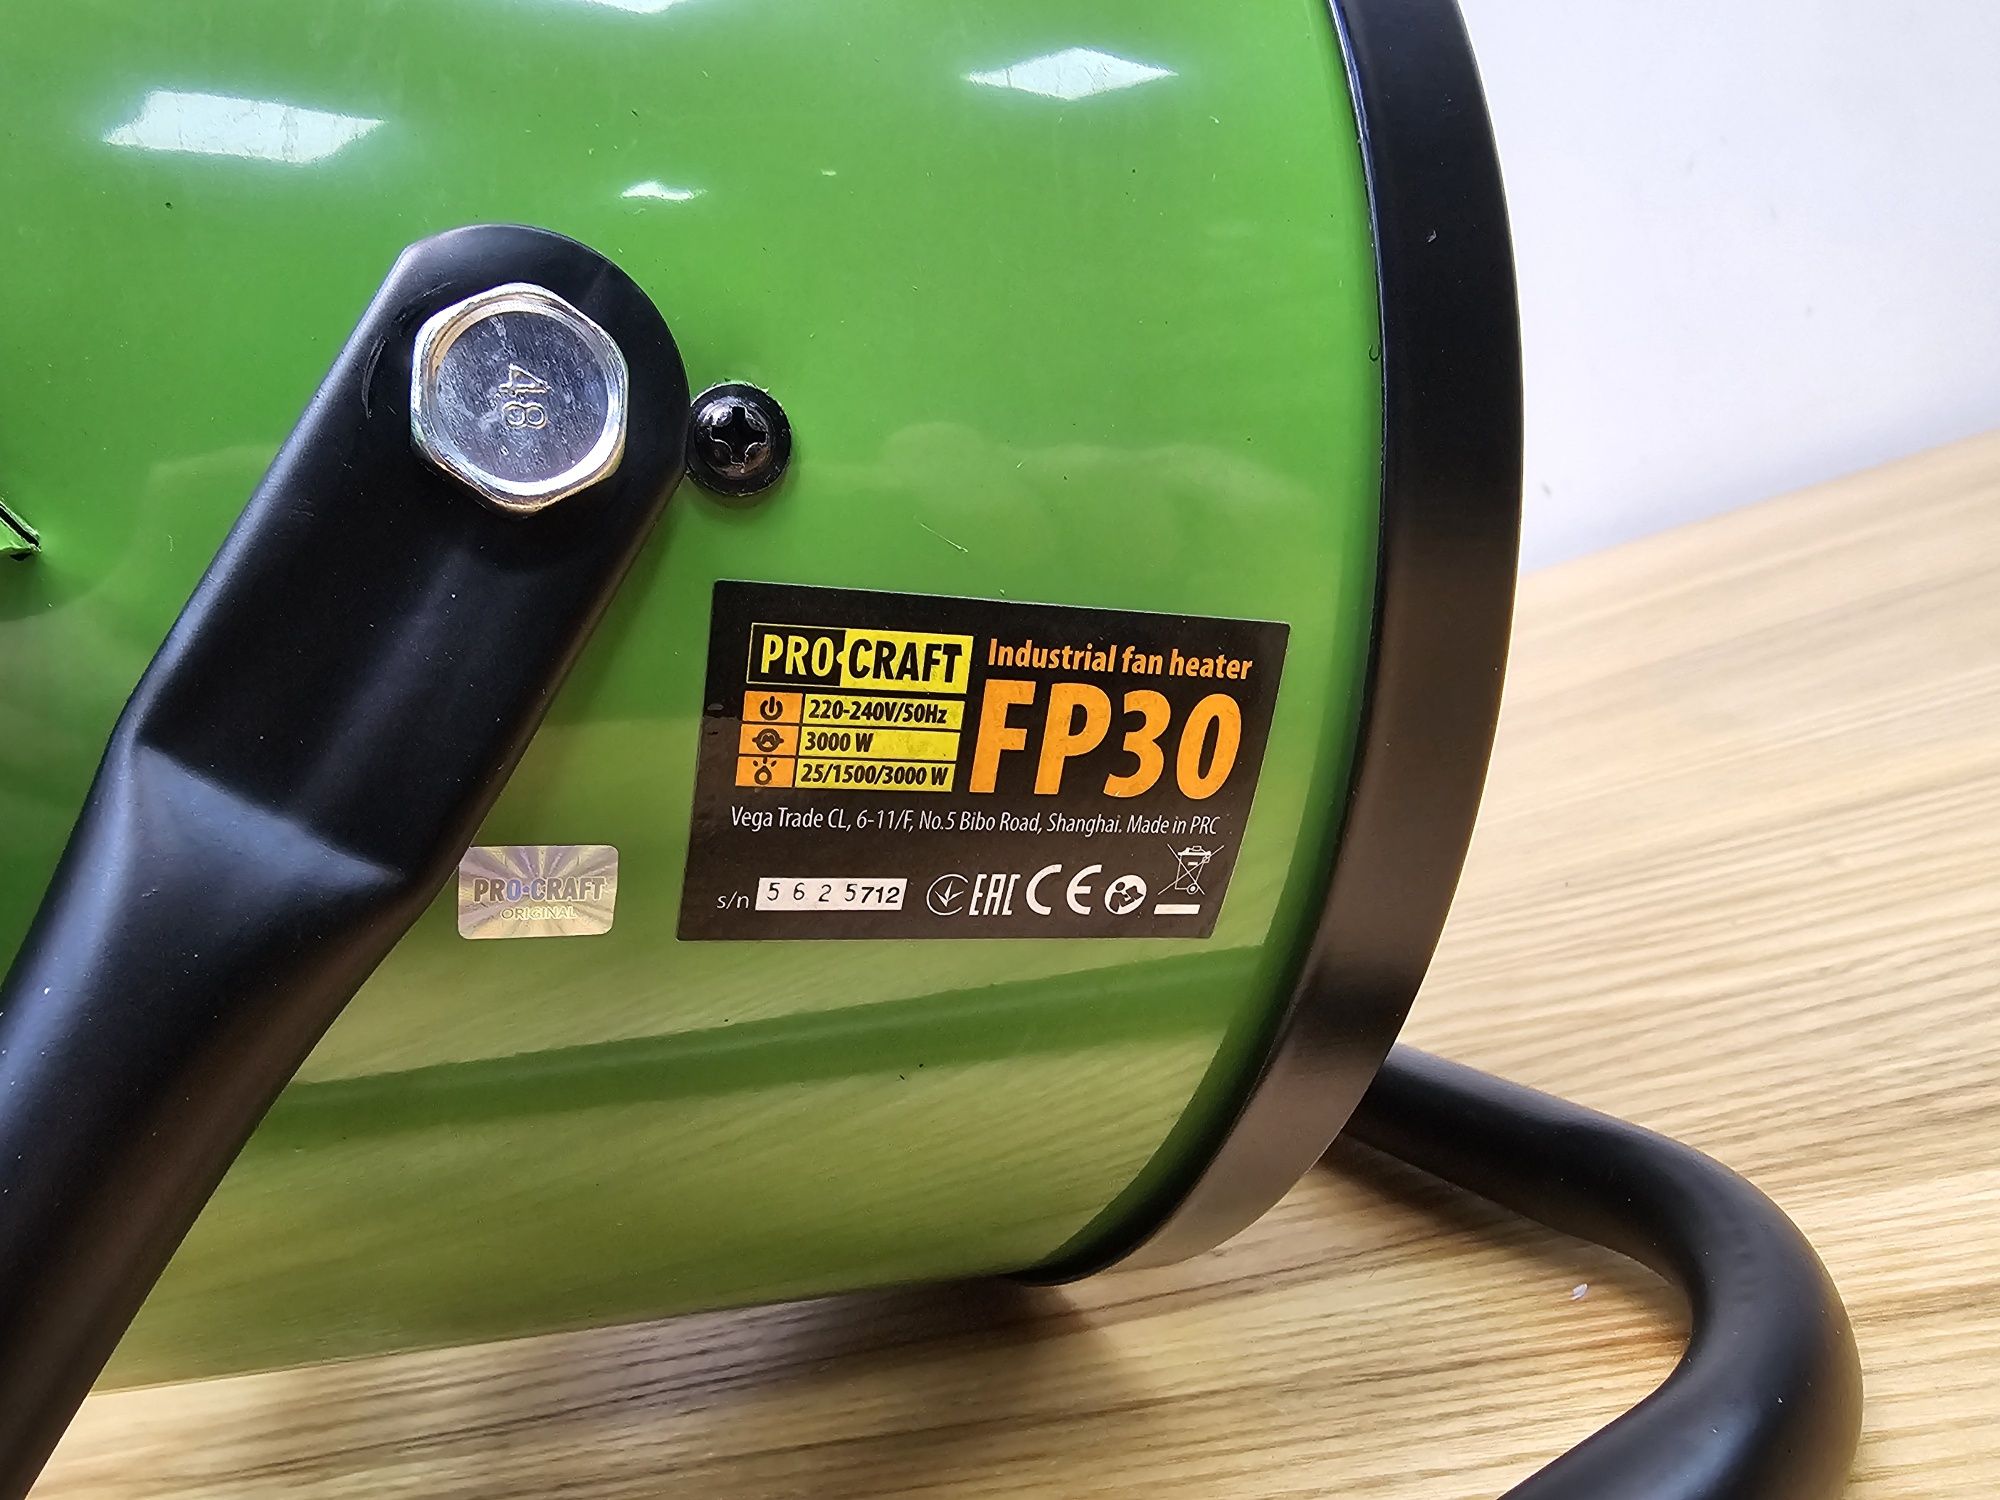 48
PRO·CRAFT
Industrial fan heater
FP30
220-240V/50Hz
3000 W
25/1500/3000 W
Vega Trade CL, 6-11/F, No.5 Bibo Road, Shanghai. Made in PRC
s/n 5625712
EAC CE
PRO·CRAFT
ORIGINAL